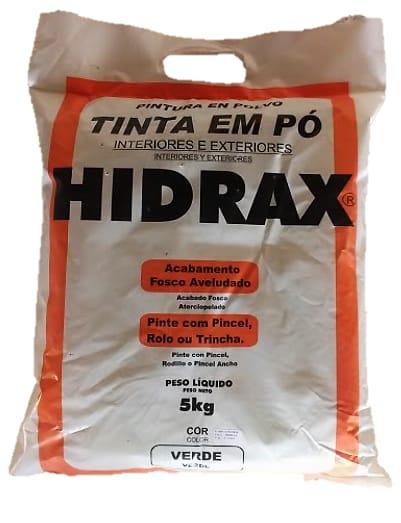 PINTURA EN POLVO
TINTA EM PÓ
INTERIORES E EXTERIORES
INTERIORES Y EXTERIORES
HIDRAX®
Acabamento
Fosco Aveludado
Acabado Fosco
Aterciopelado
Pinte com Pincel,
Rolo ou Trincha.
Pinte con Pincel,
Rodillo o Pincel Ancho
PESO LÍQUIDO
PESO NETO
5kg
COR
COLOR
VERDE
VERDE